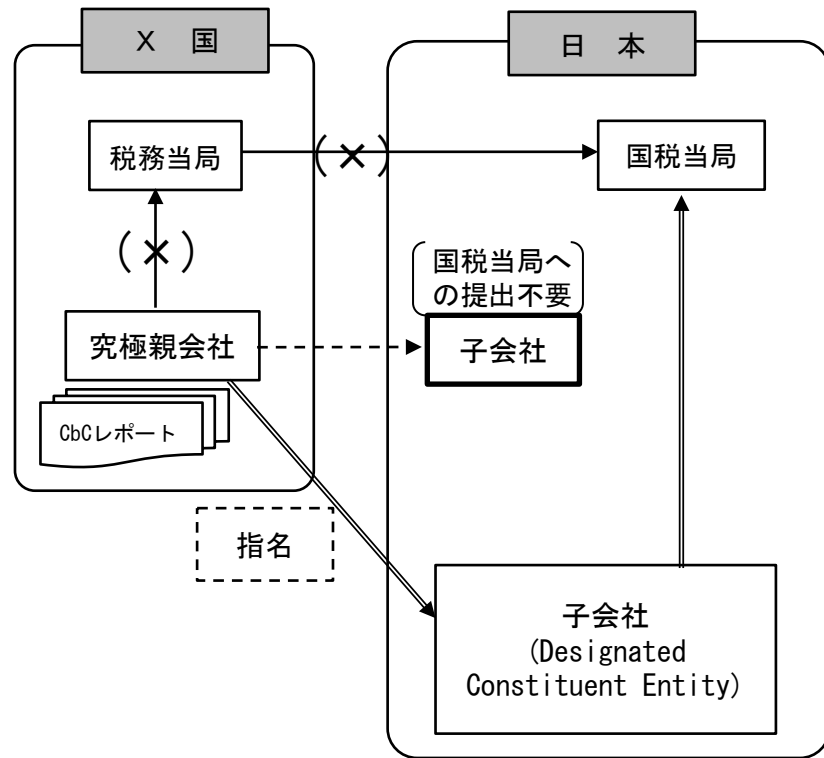 X 国
日 本
税務当局
(×)
国税当局
(×)
国税当局へ
の提出不要
究極親会社
子会社
CbCレポート
指名
子会社
(Designated
Constituent Entity)